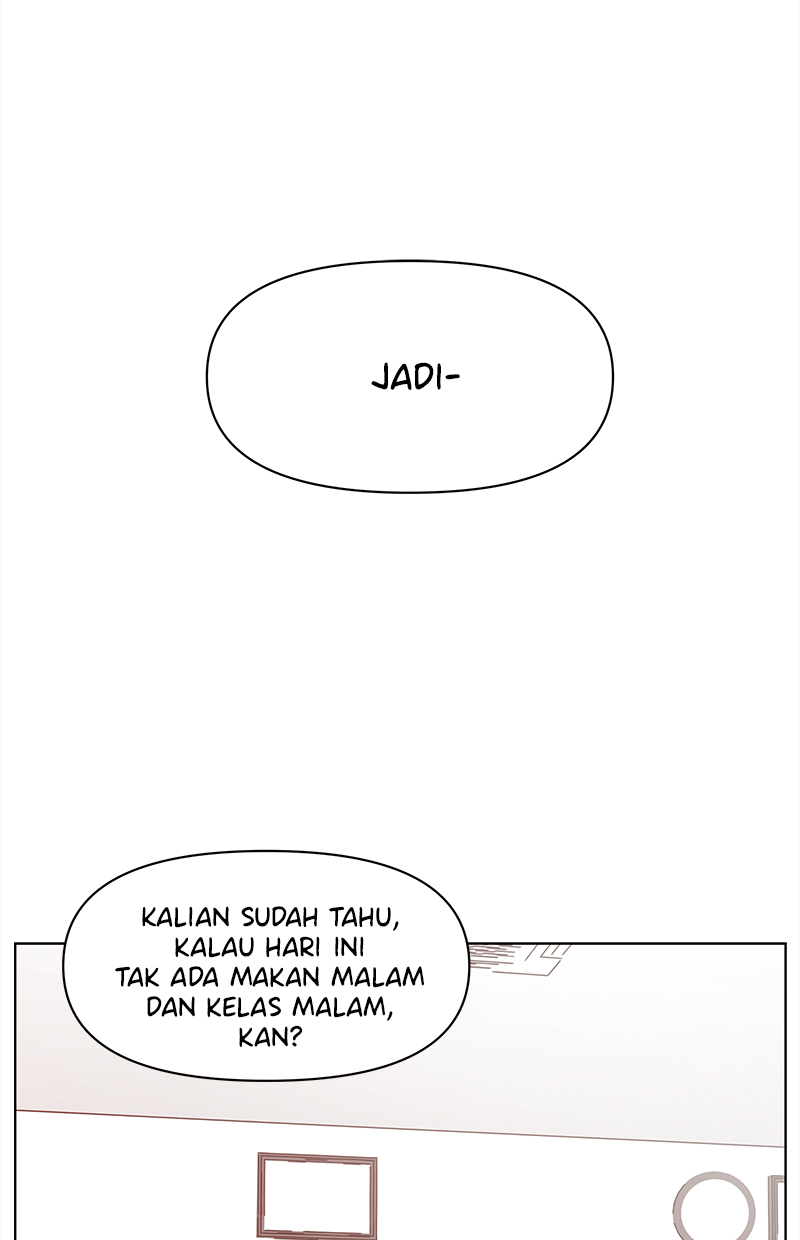 JADI-
KALIAN SUDAH TAHU,
KALAU HARI INI
TAK ADA MAKAN MALAM
DAN KELAS MALAM,
KAN?